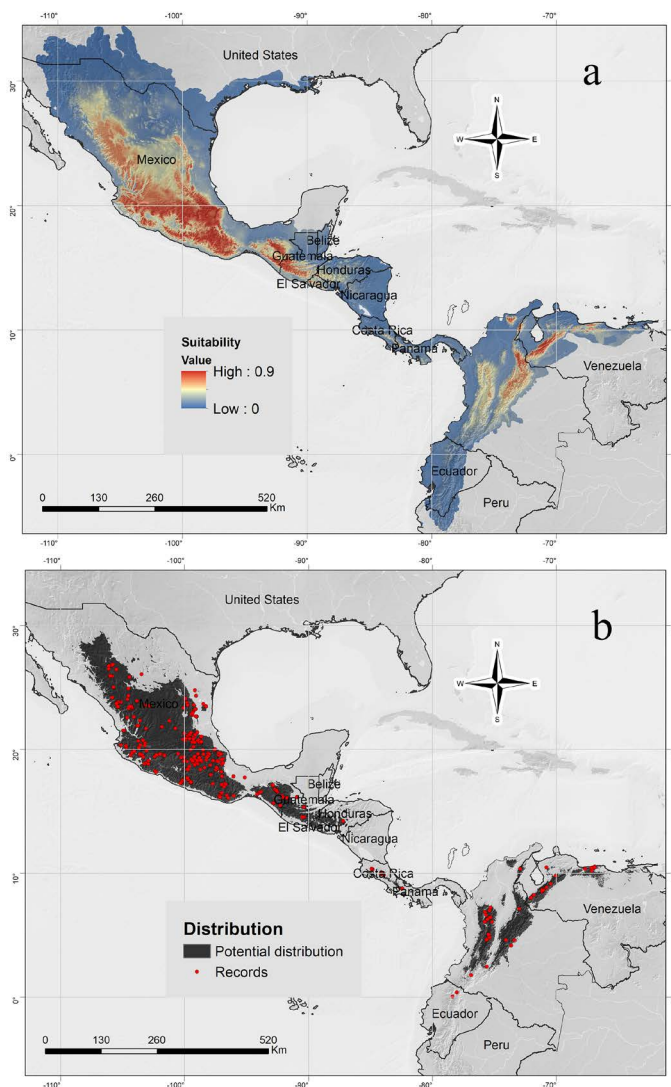 -110° -100° -90° -80° -70°
a
United States
30°
N
W E
S
Mexico
20°
Belize
Guatemala
Honduras
El Salvador
Nicaragua
10°
Costa Rica
Panama
Venezuela
Suitability
Value
High : 0.9
Low : 0
0°
Ecuador
Peru
0 130 260 520
Km
-110° -100° -90° -80° -70°
-110° -100° -90° -80° -70°
b
United States
30°
N
W E
S
Mexico
20°
Belize
Guatemala
Honduras
El Salvador
Nicaragua
10°
Costa Rica
Panama
Venezuela
Distribution
Potential distribution
Records
0°
Ecuador
Peru
0 130 260 520
Km
-110° -100° -90° -80° -70°